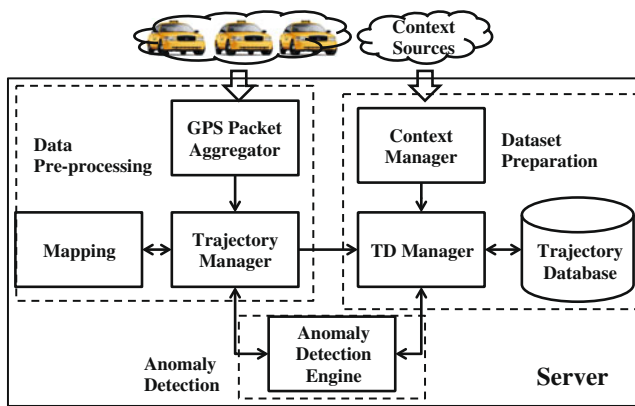 Context
Sources
Data
Pre-processing
GPS Packet
Aggregator
Context
Manager
Dataset
Preparation
Mapping
Trajectory
Manager
TD Manager
Trajectory
Database
Anomaly
Detection
Anomaly
Detection
Engine
Server